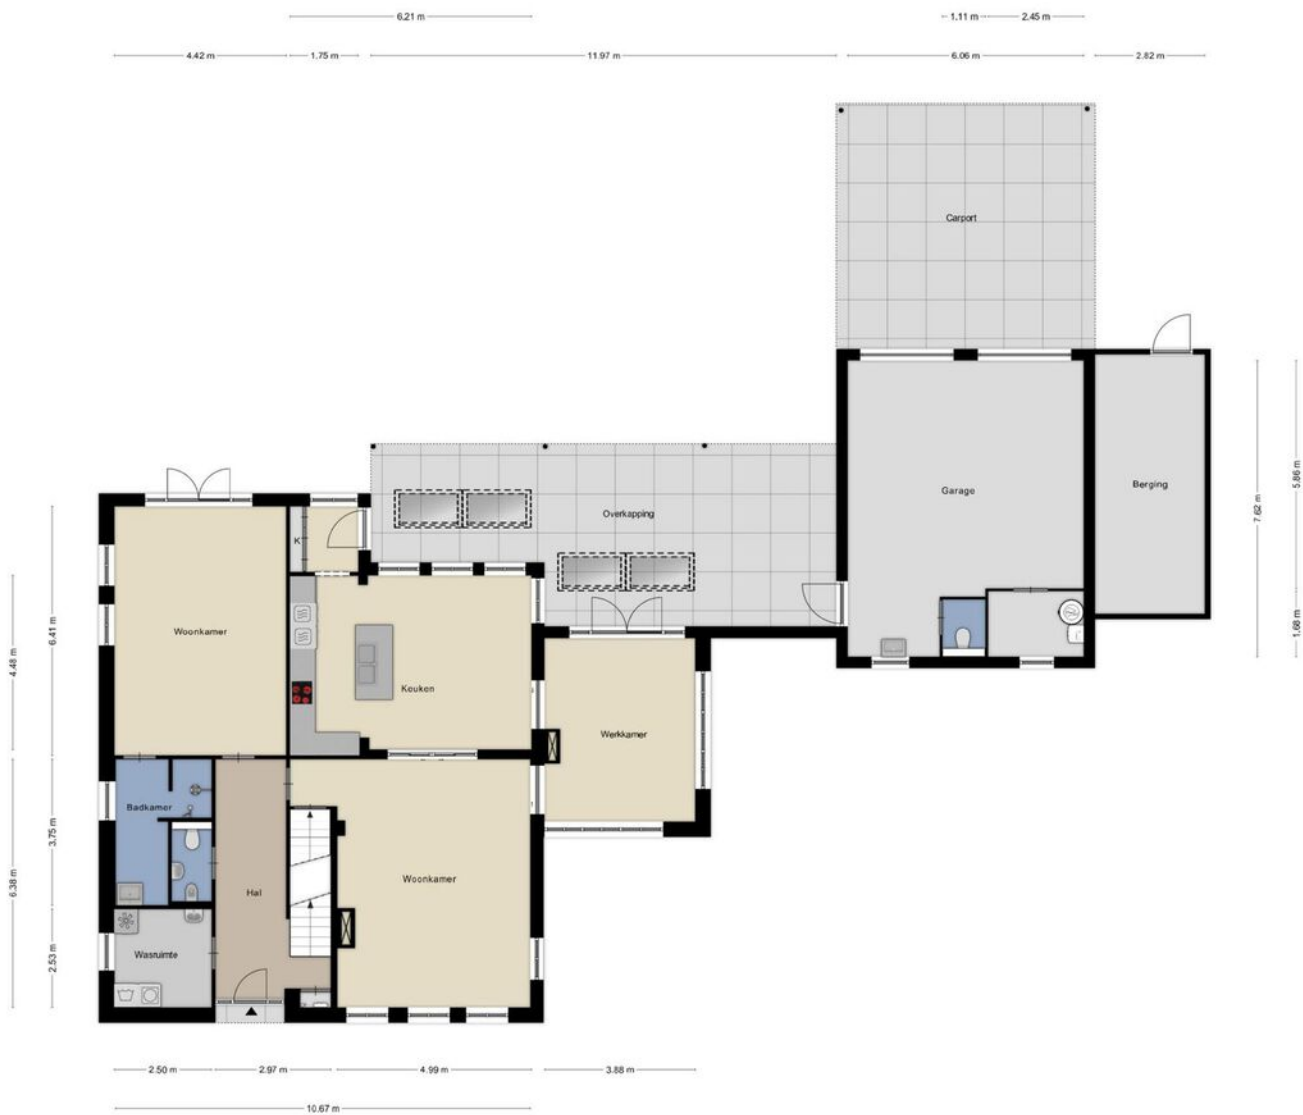 6.21 m
1.11 m
2.45 m
4.42 m
1.75 m
11.97 m
6.06 m
2.82 m
Carport
Garage
Berging
Overkapping
K
Woonkamer
Keuken
Werkkamer
Badkamer
Hal
Woonkamer
Wasruimte
4.48 m
6.38 m
6.41 m
3.75 m
2.53 m
7.62 m
5.86 m
1.68 m
2.50 m
2.97 m
4.99 m
3.88 m
10.67 m